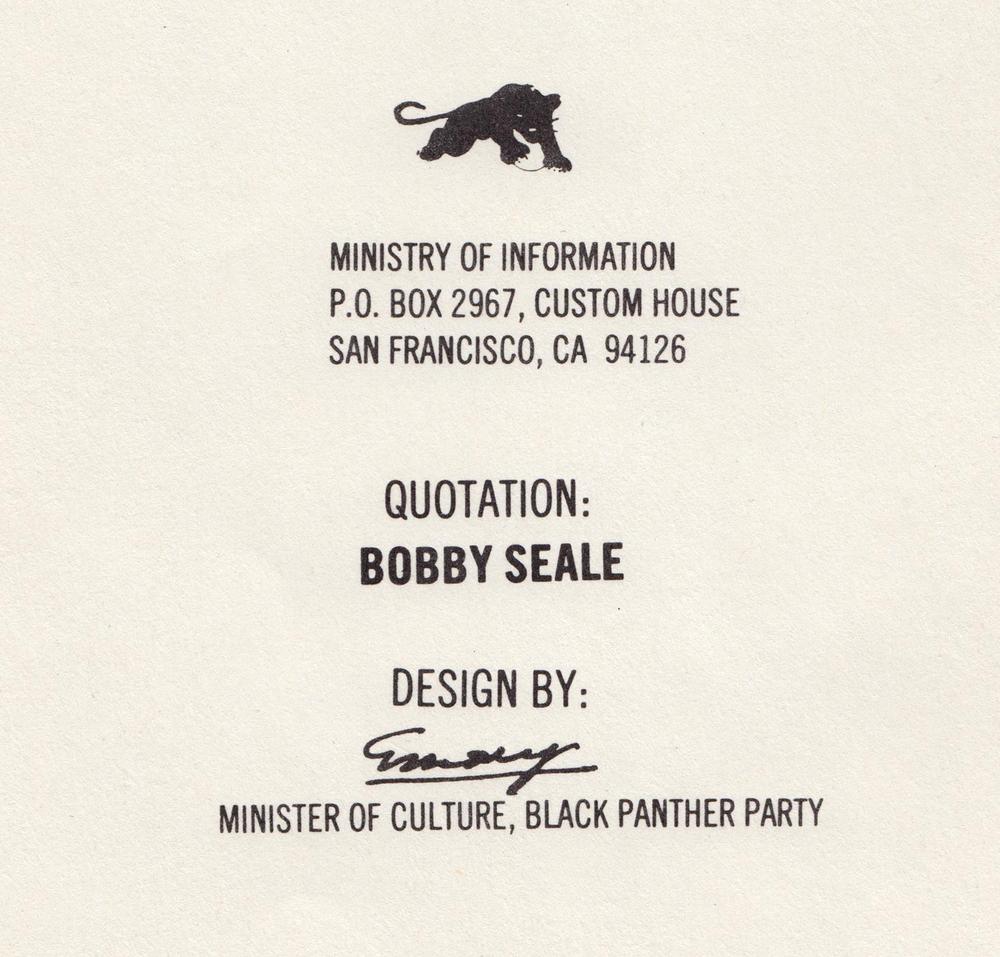 MINISTRY OF INFORMATION
P.O. BOX 2967, CUSTOM HOUSE
SAN FRANCISCO, CA 94126
QUOTATION:
BOBBY SEALE
DESIGN BY:
Emory
MINISTER OF CULTURE, BLACK PANTHER PARTY